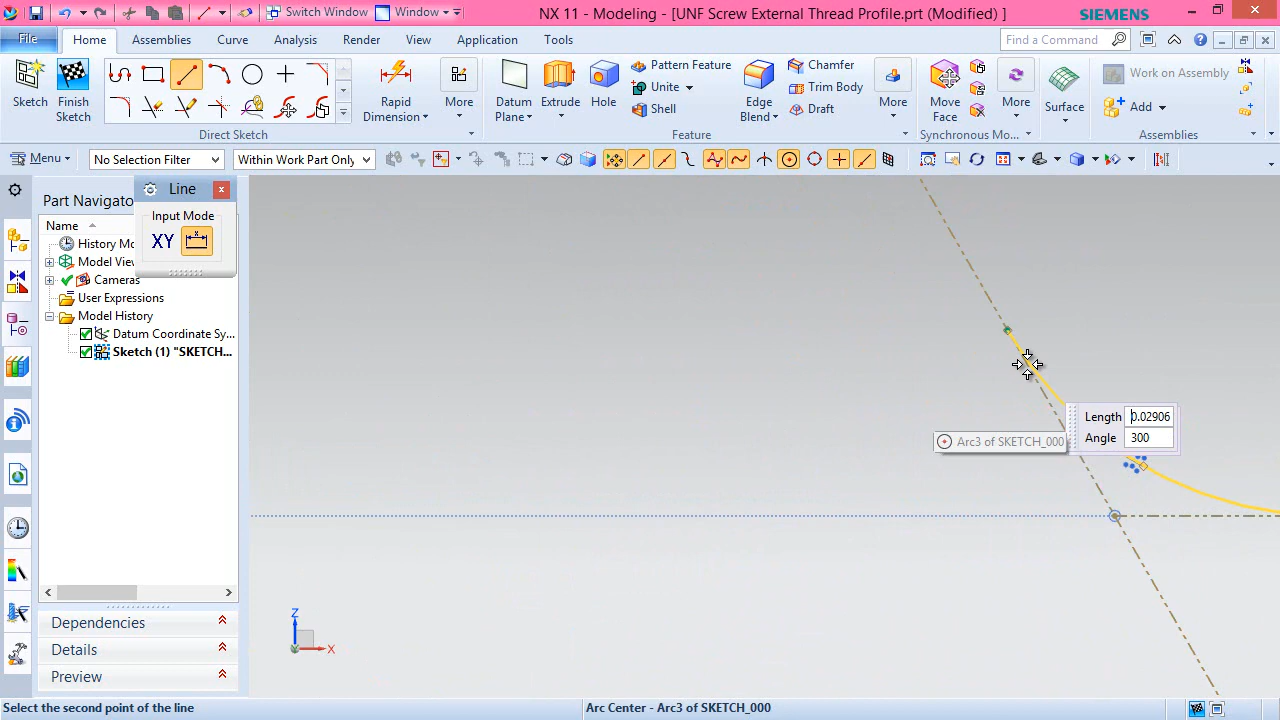 Switch Window
Window
NX 11 - Modeling - [UNF Screw External Thread Profile.prt (Modified) ]
SIEMENS
File
Home
Assemblies
Curve
Analysis
Render
View
Application
Tools
Find a Command
Sketch
Finish
Sketch
Rapid
Dimension
More
Direct Sketch
Datum
Plane
Extrude
Hole
Pattern Feature
Unite
Shell
Edge
Blend
Chamfer
Trim Body
Draft
More
Feature
Move
Face
More
Synchronous Mo...
Surface
Work on Assembly
Add
Assemblies
Menu
No Selection Filter
Within Work Part Only
Part Navigato
Line
Input Mode
XY
Name
History Mo
Model View
Cameras
User Expressions
Model History
Datum Coordinate Sy...
Sketch (1) "SKETCH...
Dependencies
Details
Preview
Length 0.02906
Angle 300
Arc3 of SKETCH_000
Z
X
Select the second point of the line
Arc Center - Arc3 of SKETCH_000